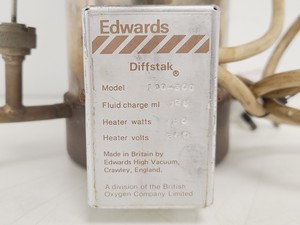 Edwards
Diffstak®
Model
Fluid charge ml
Heater watts
Heater volts
Made in Britain by
Edwards High Vacuum,
Crawley, England.
A division of the British
Oxygen Company Limited